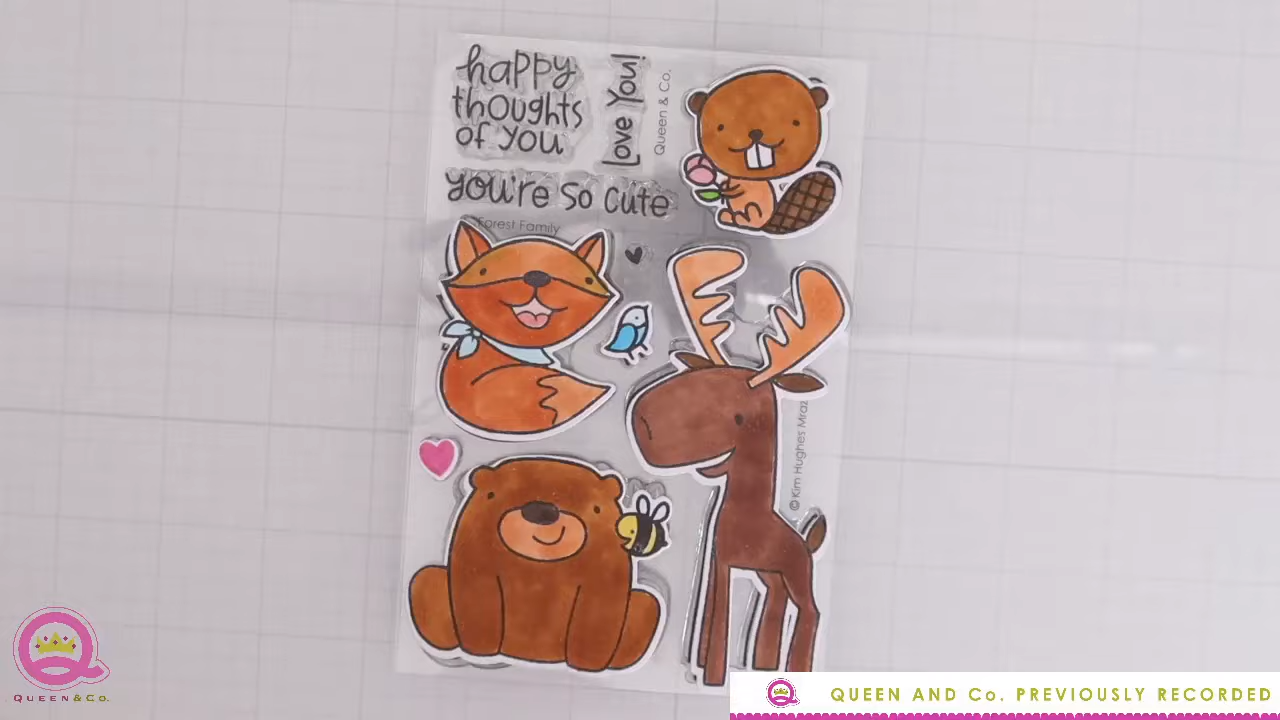 happy
thoughts
of you
Love You!
Queen & Co.
you're so cute
Forest Family
© Kim Hughes Mraz
Q
QUEEN&CO.
QUEEN AND Co. PREVIOUSLY RECORDED